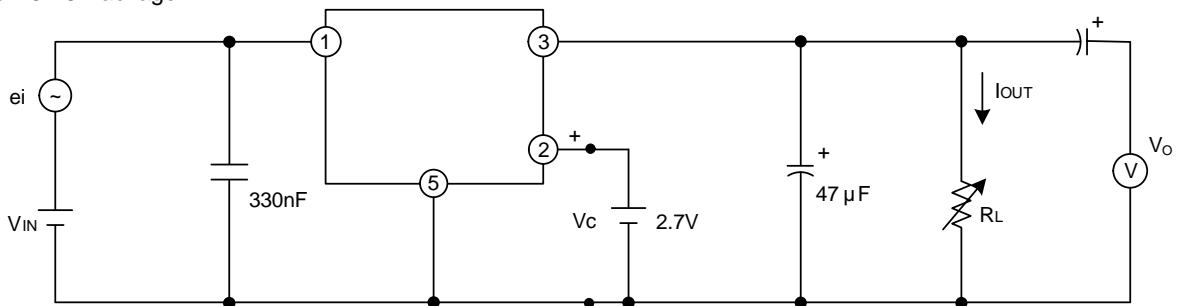 1
3
+
ei
~
IOUT
2
+
+
VO
V
330nF
5
47 µF
VIN
Vc
2.7V
RL